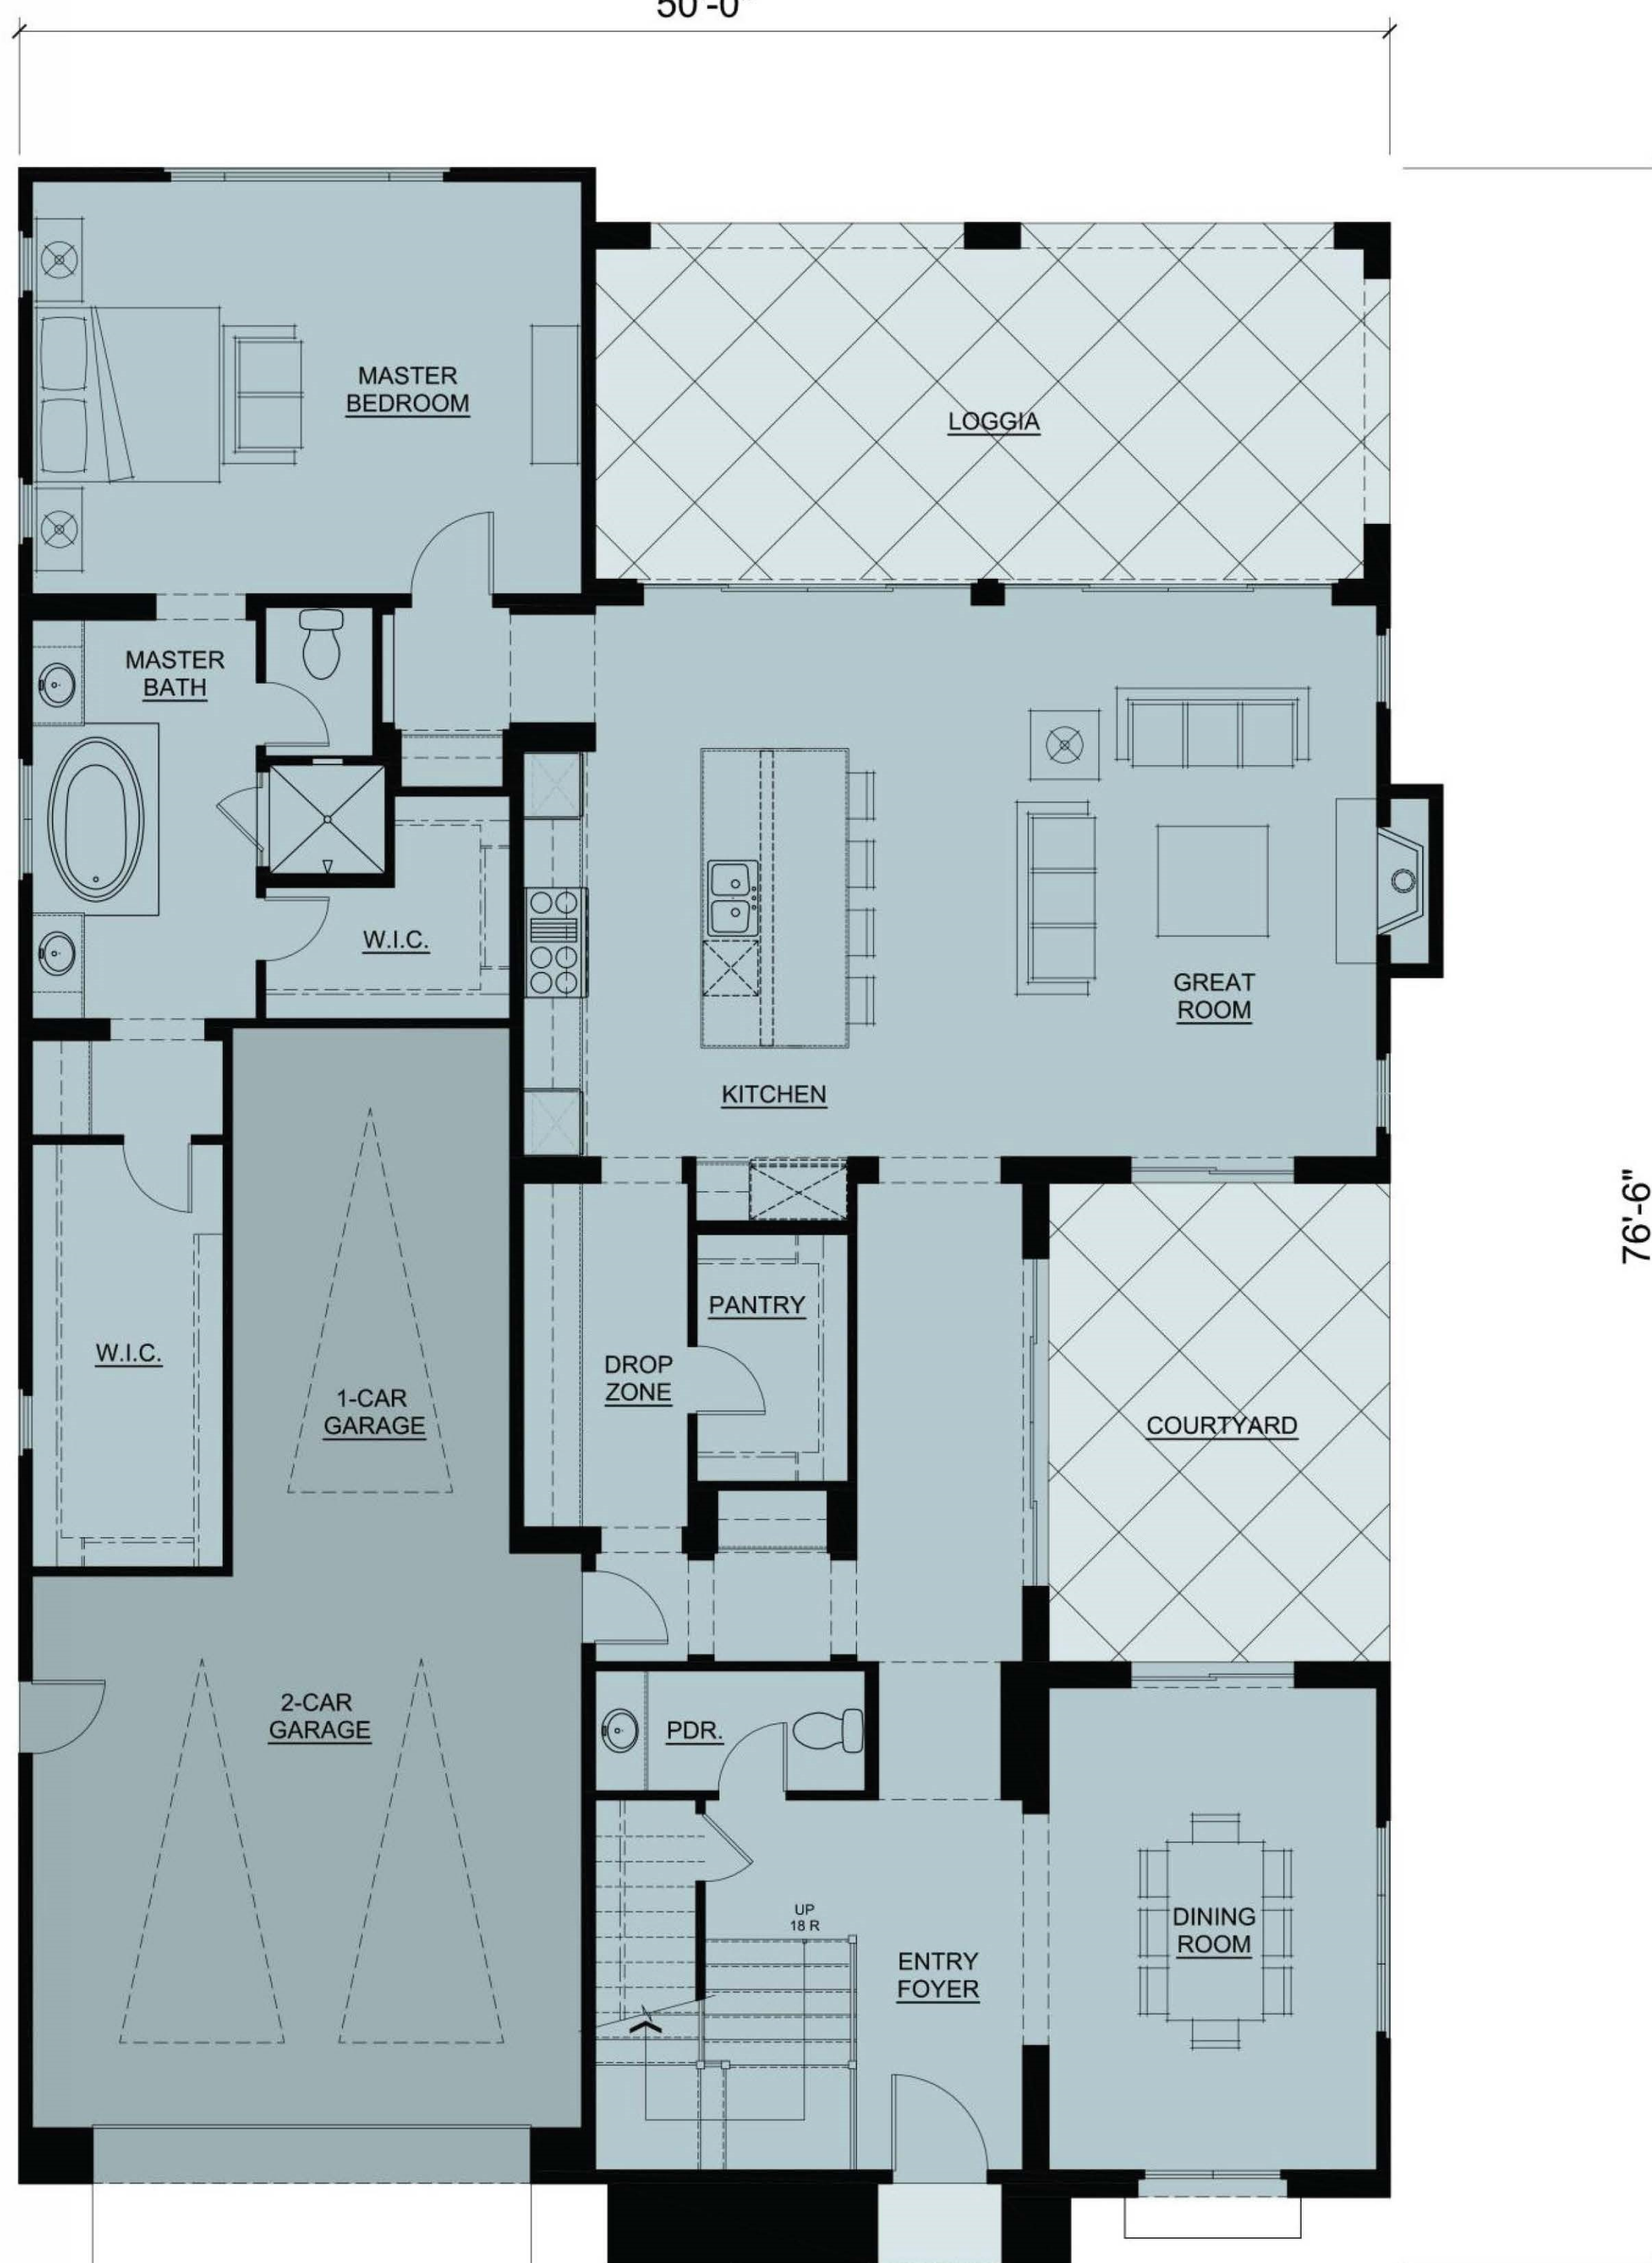 50'-0"
MASTER
BEDROOM
LOGGIA
MASTER
BATH
W.I.C.
GREAT
ROOM
KITCHEN
76'-6"
PANTRY
W.I.C.
DROP
ZONE
1-CAR
GARAGE
COURTYARD
2-CAR
GARAGE
PDR.
UP
18 R
DINING
ROOM
ENTRY
FOYER